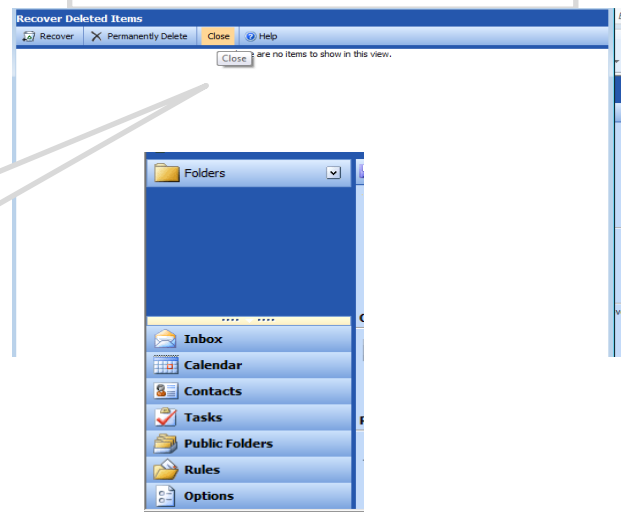 Recover Deleted Items
Recover Permanently Delete Close Help
are no items to show in this view.
Close
Folders
Inbox
Calendar
Contacts
Tasks
Public Folders
Rules
Options